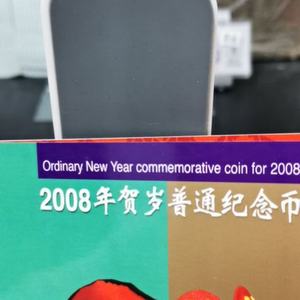 Ordinary New Year commemorative coin for 2008
2008年贺岁普通纪念币